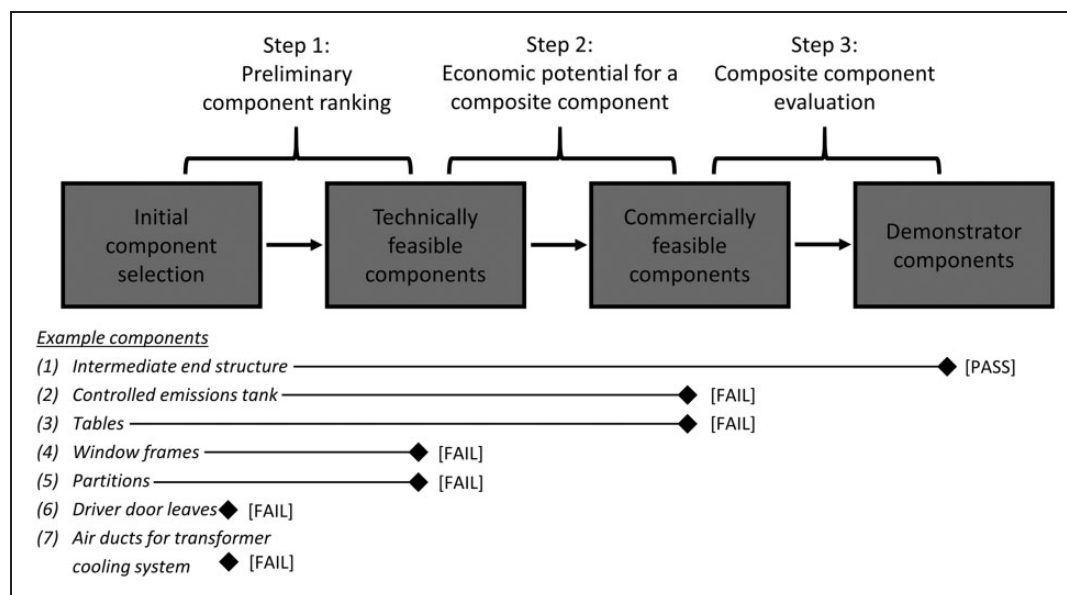 Step 1:
Preliminary
component ranking
Step 2:
Economic potential for a
composite component
Step 3:
Composite component
evaluation
Initial
component
selection
Technically
feasible
components
Commercially
feasible
components
Demonstrator
components
Example components
(1) Intermediate end structure [PASS]
(2) Controlled emissions tank [FAIL]
(3) Tables [FAIL]
(4) Window frames [FAIL]
(5) Partitions [FAIL]
(6) Driver door leaves [FAIL]
(7) Air ducts for transformer
cooling system [FAIL]